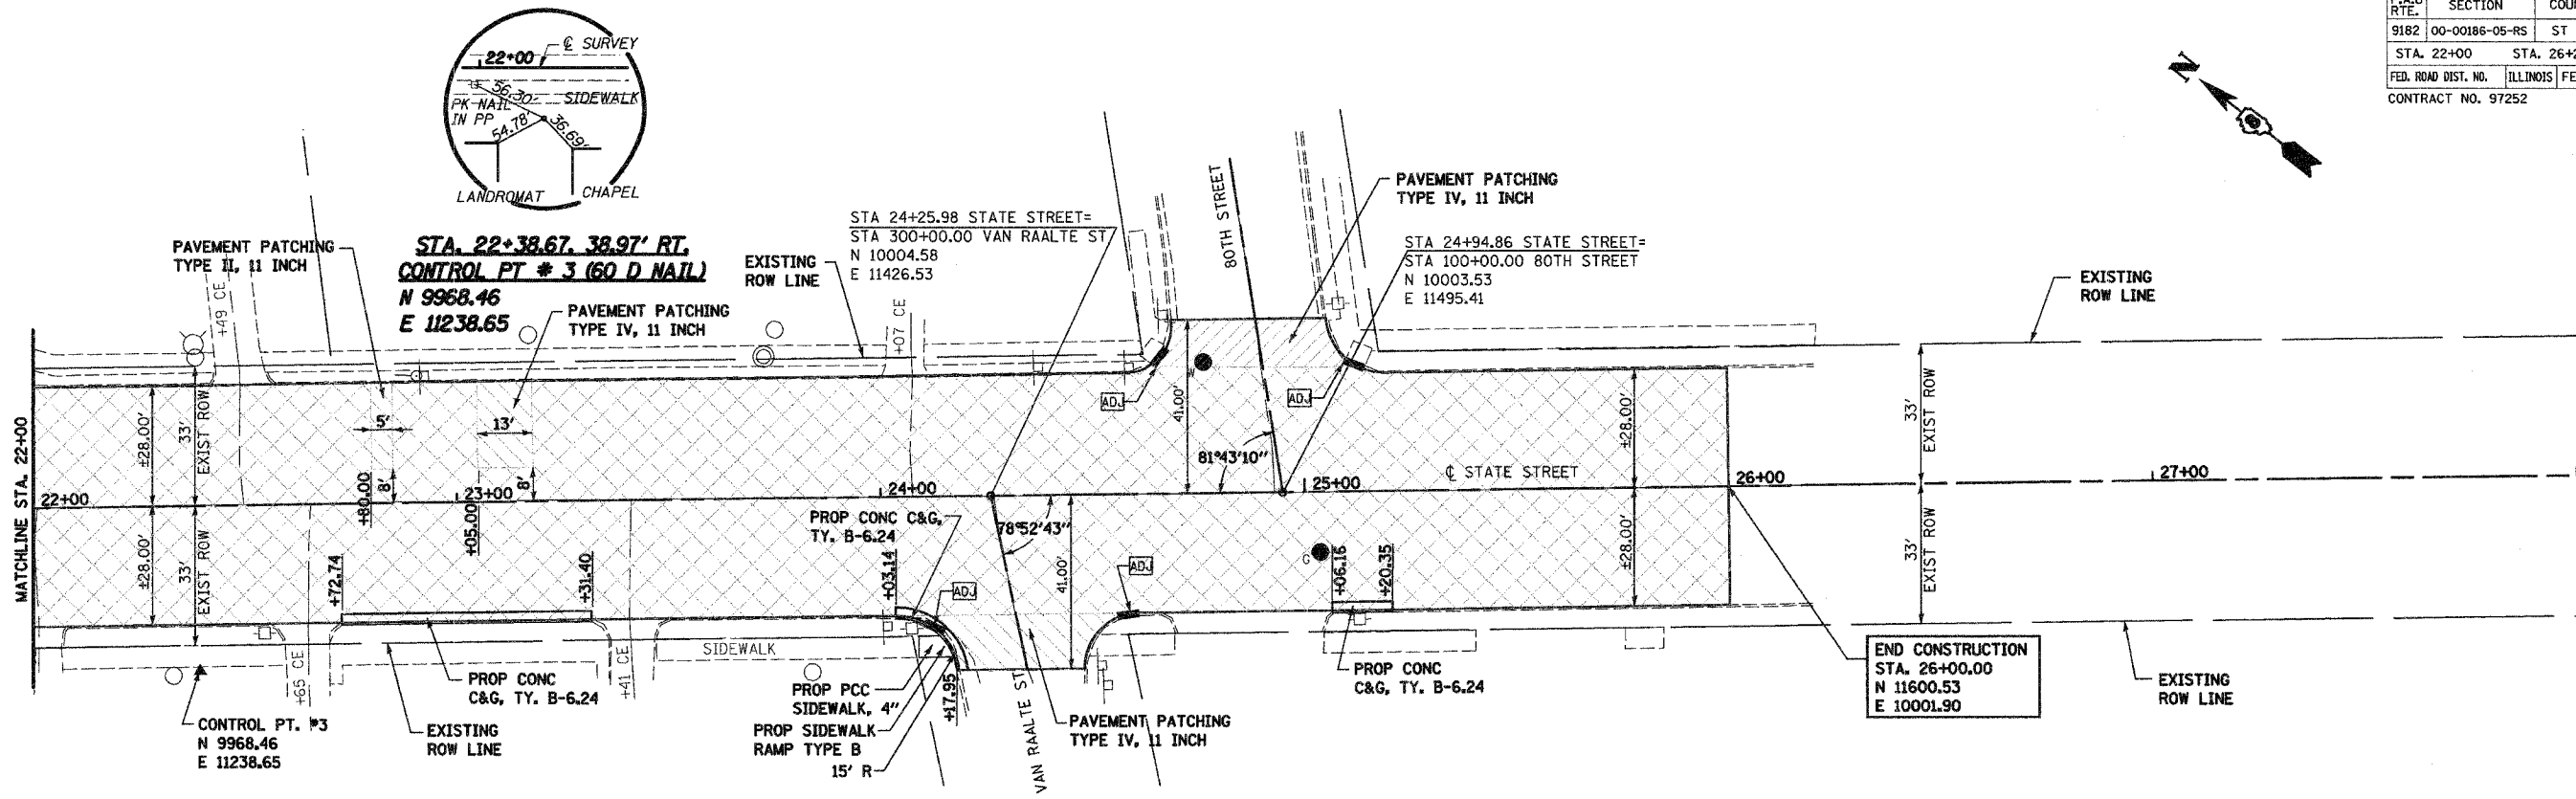 RTE.
SECTION
9182
00-00186-05-RS
ST
STA. 22+00
STA. 26+
FED. ROAD DIST. NO.
ILLINOIS
FE
CONTRACT NO. 97252
N
22+00
℄ SURVEY
56.30'
SIDEWALK
PK NAIL
IN PP
54.78'
36.69'
LANDROMAT
CHAPEL
STA. 22+38.67, 38.97' RT.
CONTROL PT # 3 (60 D NAIL)
N 9968.46
E 11238.65
PAVEMENT PATCHING
TYPE II, 11 INCH
PAVEMENT PATCHING
TYPE IV, 11 INCH
EXISTING
ROW LINE
STA 24+25.98 STATE STREET=
STA 300+00.00 VAN RAALTE ST
N 10004.58
E 11426.53
80TH STREET
PAVEMENT PATCHING
TYPE IV, 11 INCH
STA 24+94.86 STATE STREET=
STA 100+00.00 80TH STREET
N 10003.53
E 11495.41
EXISTING
ROW LINE
+49 CE
+07 CE
MATCHLINE STA. 22+00
±28.00'
33'
EXIST ROW
5'
13'
8'
8'
ADJ
41.00'
ADJ
81°43'10"
±28.00'
33'
EXIST ROW
22+00
+80.00
23+00
+05.00
24+00
25+00
℄ STATE STREET
26+00
27+00
±28.00'
33'
EXIST ROW
+72.74
+31.40
PROP CONC C&G,
TY. B-6.24
+03.14
78°52'43"
ADJ
41.00'
ADJ
G
+06.16
+20.35
±28.00'
33'
EXIST ROW
SIDEWALK
+65 CE
+41 CE
PROP CONC
C&G, TY. B-6.24
EXISTING
ROW LINE
CONTROL PT. #3
N 9968.46
E 11238.65
PROP PCC
SIDEWALK, 4"
PROP SIDEWALK
RAMP TYPE B
15' R
+17.95
VAN RAALTE ST
PAVEMENT PATCHING
TYPE IV, 11 INCH
PROP CONC
C&G, TY. B-6.24
END CONSTRUCTION
STA. 26+00.00
N 11600.53
E 10001.90
EXISTING
ROW LINE